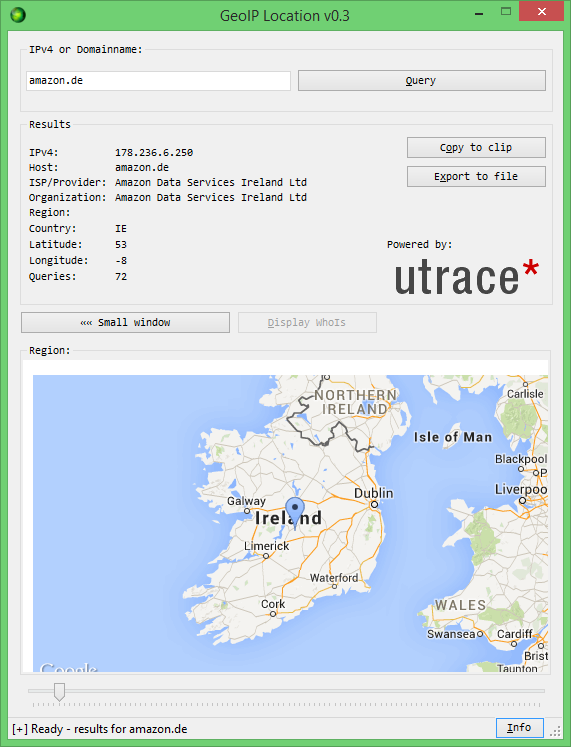 GeoIP Location v0.3
IPv4 or Domainname:
amazon.de
Query
Results
IPv4: 178.236.6.250
Host: amazon.de
ISP/Provider: Amazon Data Services Ireland Ltd
Organization: Amazon Data Services Ireland Ltd
Region:
Country: IE
Latitude: 53
Longitude: -8
Queries: 72
Copy to clip
Export to file
Powered by:
utrace*
«« Small window
Display WhoIs
Region:
NORTHERN
IRELAND
Carlisle
Isle of Man
Blackpool
P
Liverpoo
Galway
Dublin
Ireland
Limerick
Waterford
Cork
WALES
Swansea
Cardiff
Brist
Taunton
Google
[+] Ready - results for amazon.de
Info